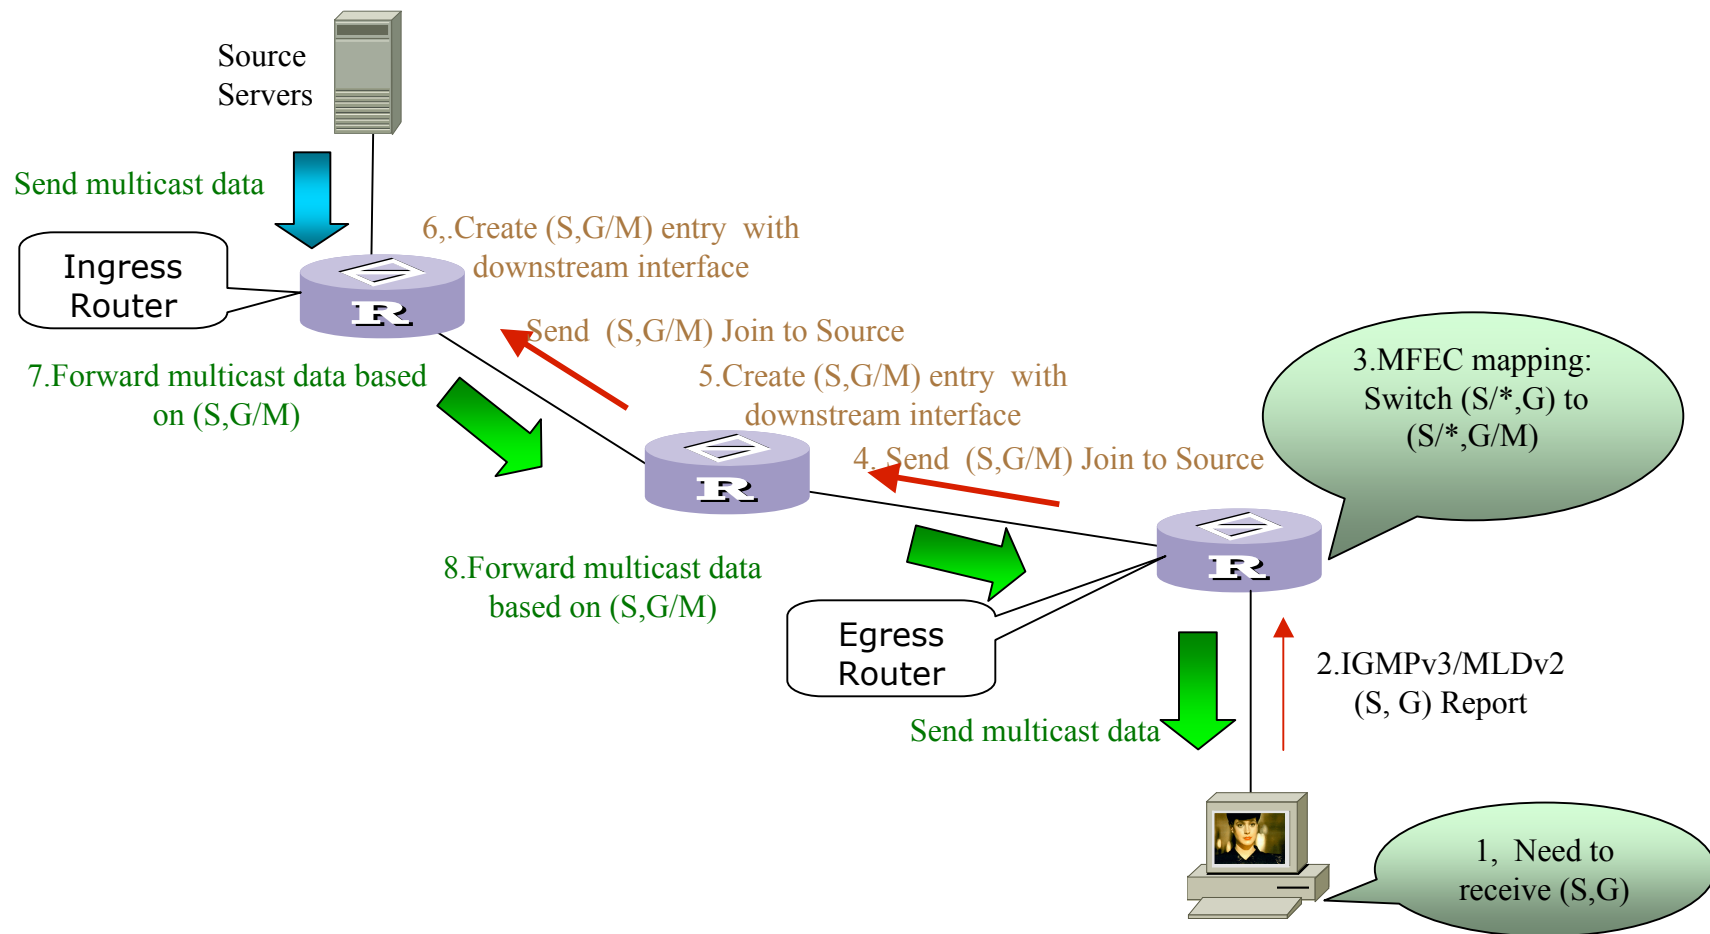 Source
Servers
Send multicast data
Ingress
Router
6,.Create (S,G/M) entry with
downstream interface
R
Send (S,G/M) Join to Source
7.Forward multicast data based
on (S,G/M)
5.Create (S,G/M) entry with
downstream interface
3.MFEC mapping:
Switch (S/*,G) to
(S/*,G/M)
4. Send (S,G/M) Join to Source
R
8.Forward multicast data
based on (S,G/M)
R
Egress
Router
2.IGMPv3/MLDv2
(S, G) Report
Send multicast data
1, Need to
receive (S,G)